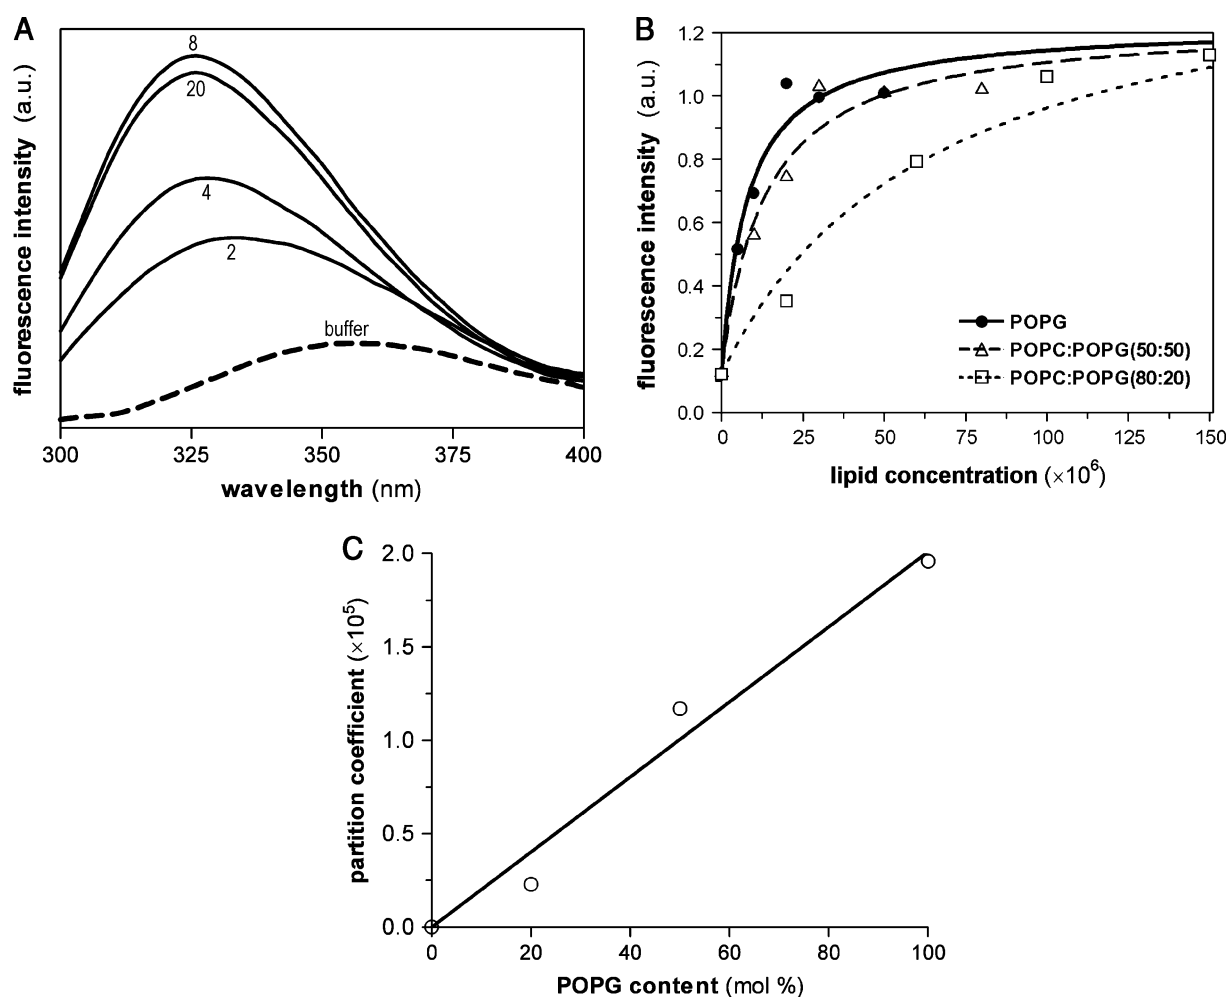 A
fluorescence intensity (a.u.)
8
20
4
2
buffer
300 325 350 375 400
wavelength (nm)
B
fluorescence intensity (a.u.)
1.2
1.0
0.8
0.6
0.4
0.2
0.0
POPG
POPC:POPG(50:50)
POPC:POPG(80:20)
0 25 50 75 100 125 150
lipid concentration (×10⁶)
C
partition coefficient (×10⁵)
2.0
1.5
1.0
0.5
0.0
0 20 40 60 80 100
POPG content (mol %)